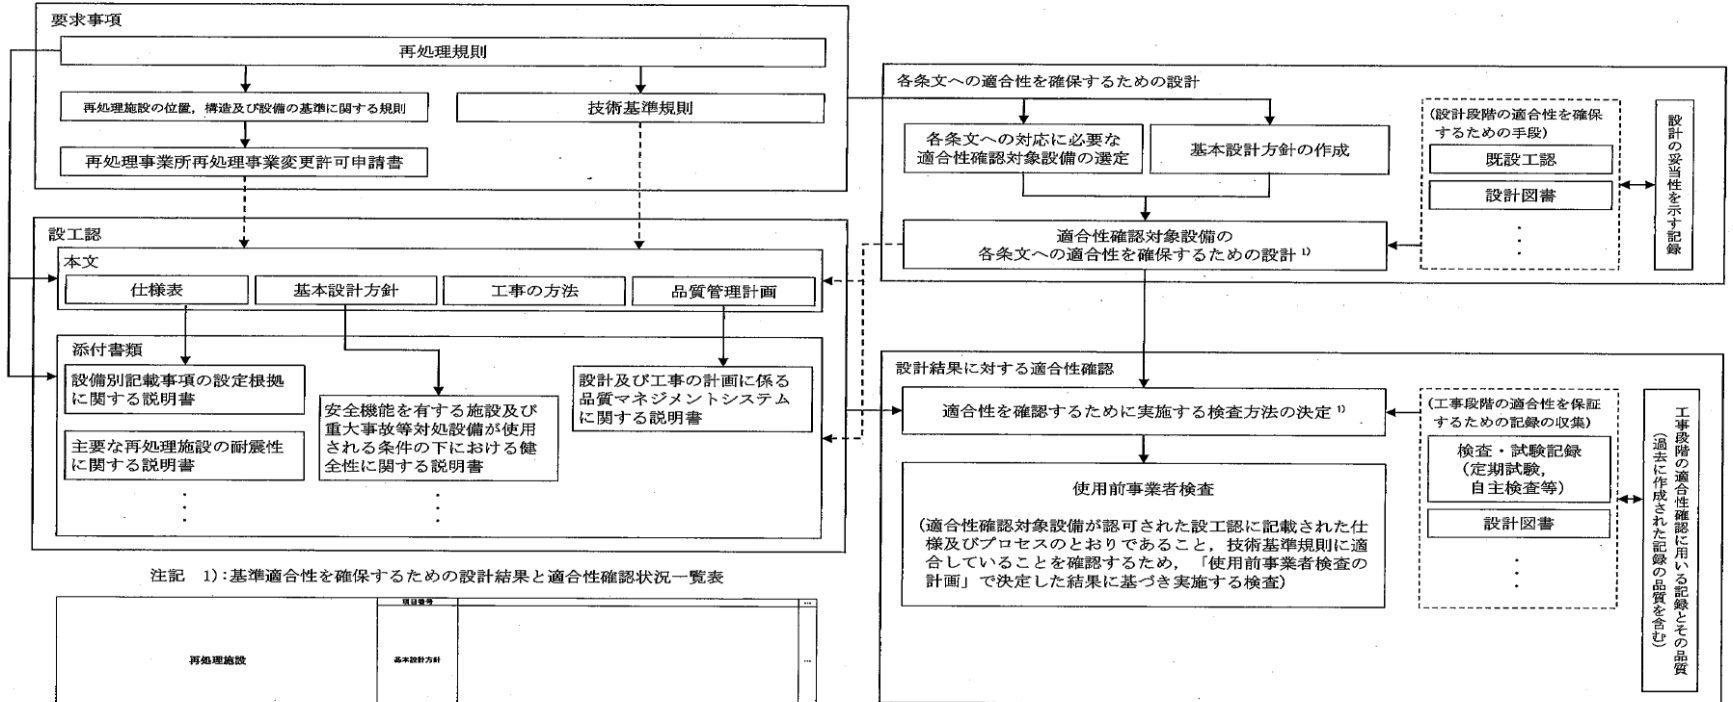 要求事項
再処理規則
再処理施設の位置，構造及び設備の基準に関する規則
技術基準規則
再処理事業所再処理事業変更許可申請書
設工認
本文
仕様表
基本設計方針
工事の方法
品質管理計画
添付書類
設備別記載事項の設定根拠
に関する説明書
主要な再処理施設の耐震性
に関する説明書
・
・
・
安全機能を有する施設及び
重大事故等対処設備が使用
される条件の下における健
全性に関する説明書
・
・
設計及び工事の計画に係る
品質マネジメントシステム
に関する説明書
注記　1)：基準適合性を確保するための設計結果と適合性確認状況一覧表
項目番号
…
再処理施設
基本設計方針
…
各条文への適合性を確保するための設計
各条文への対応に必要な
適合性確認対象設備の選定
基本設計方針の作成
適合性確認対象設備の
各条文への適合性を確保するための設計 1)
(設計段階の適合性を確保
するための手段)
既設工認
設計図書
・
・
・
設計の妥当性を示す記録
設計結果に対する適合性確認
適合性を確認するために実施する検査方法の決定 1)
使用前事業者検査
(適合性確認対象設備が認可された設工認に記載された仕
様及びプロセスのとおりであること，技術基準規則に適
合していることを確認するため，「使用前事業者検査の
計画」で決定した結果に基づき実施する検査)
(工事段階の適合性を保証
するための記録の収集)
検査・試験記録
(定期試験，
自主検査等)
設計図書
・
・
・
工事段階の適合性確認に用いる記録とその品質
(過去に作成された記録の品質を含む)